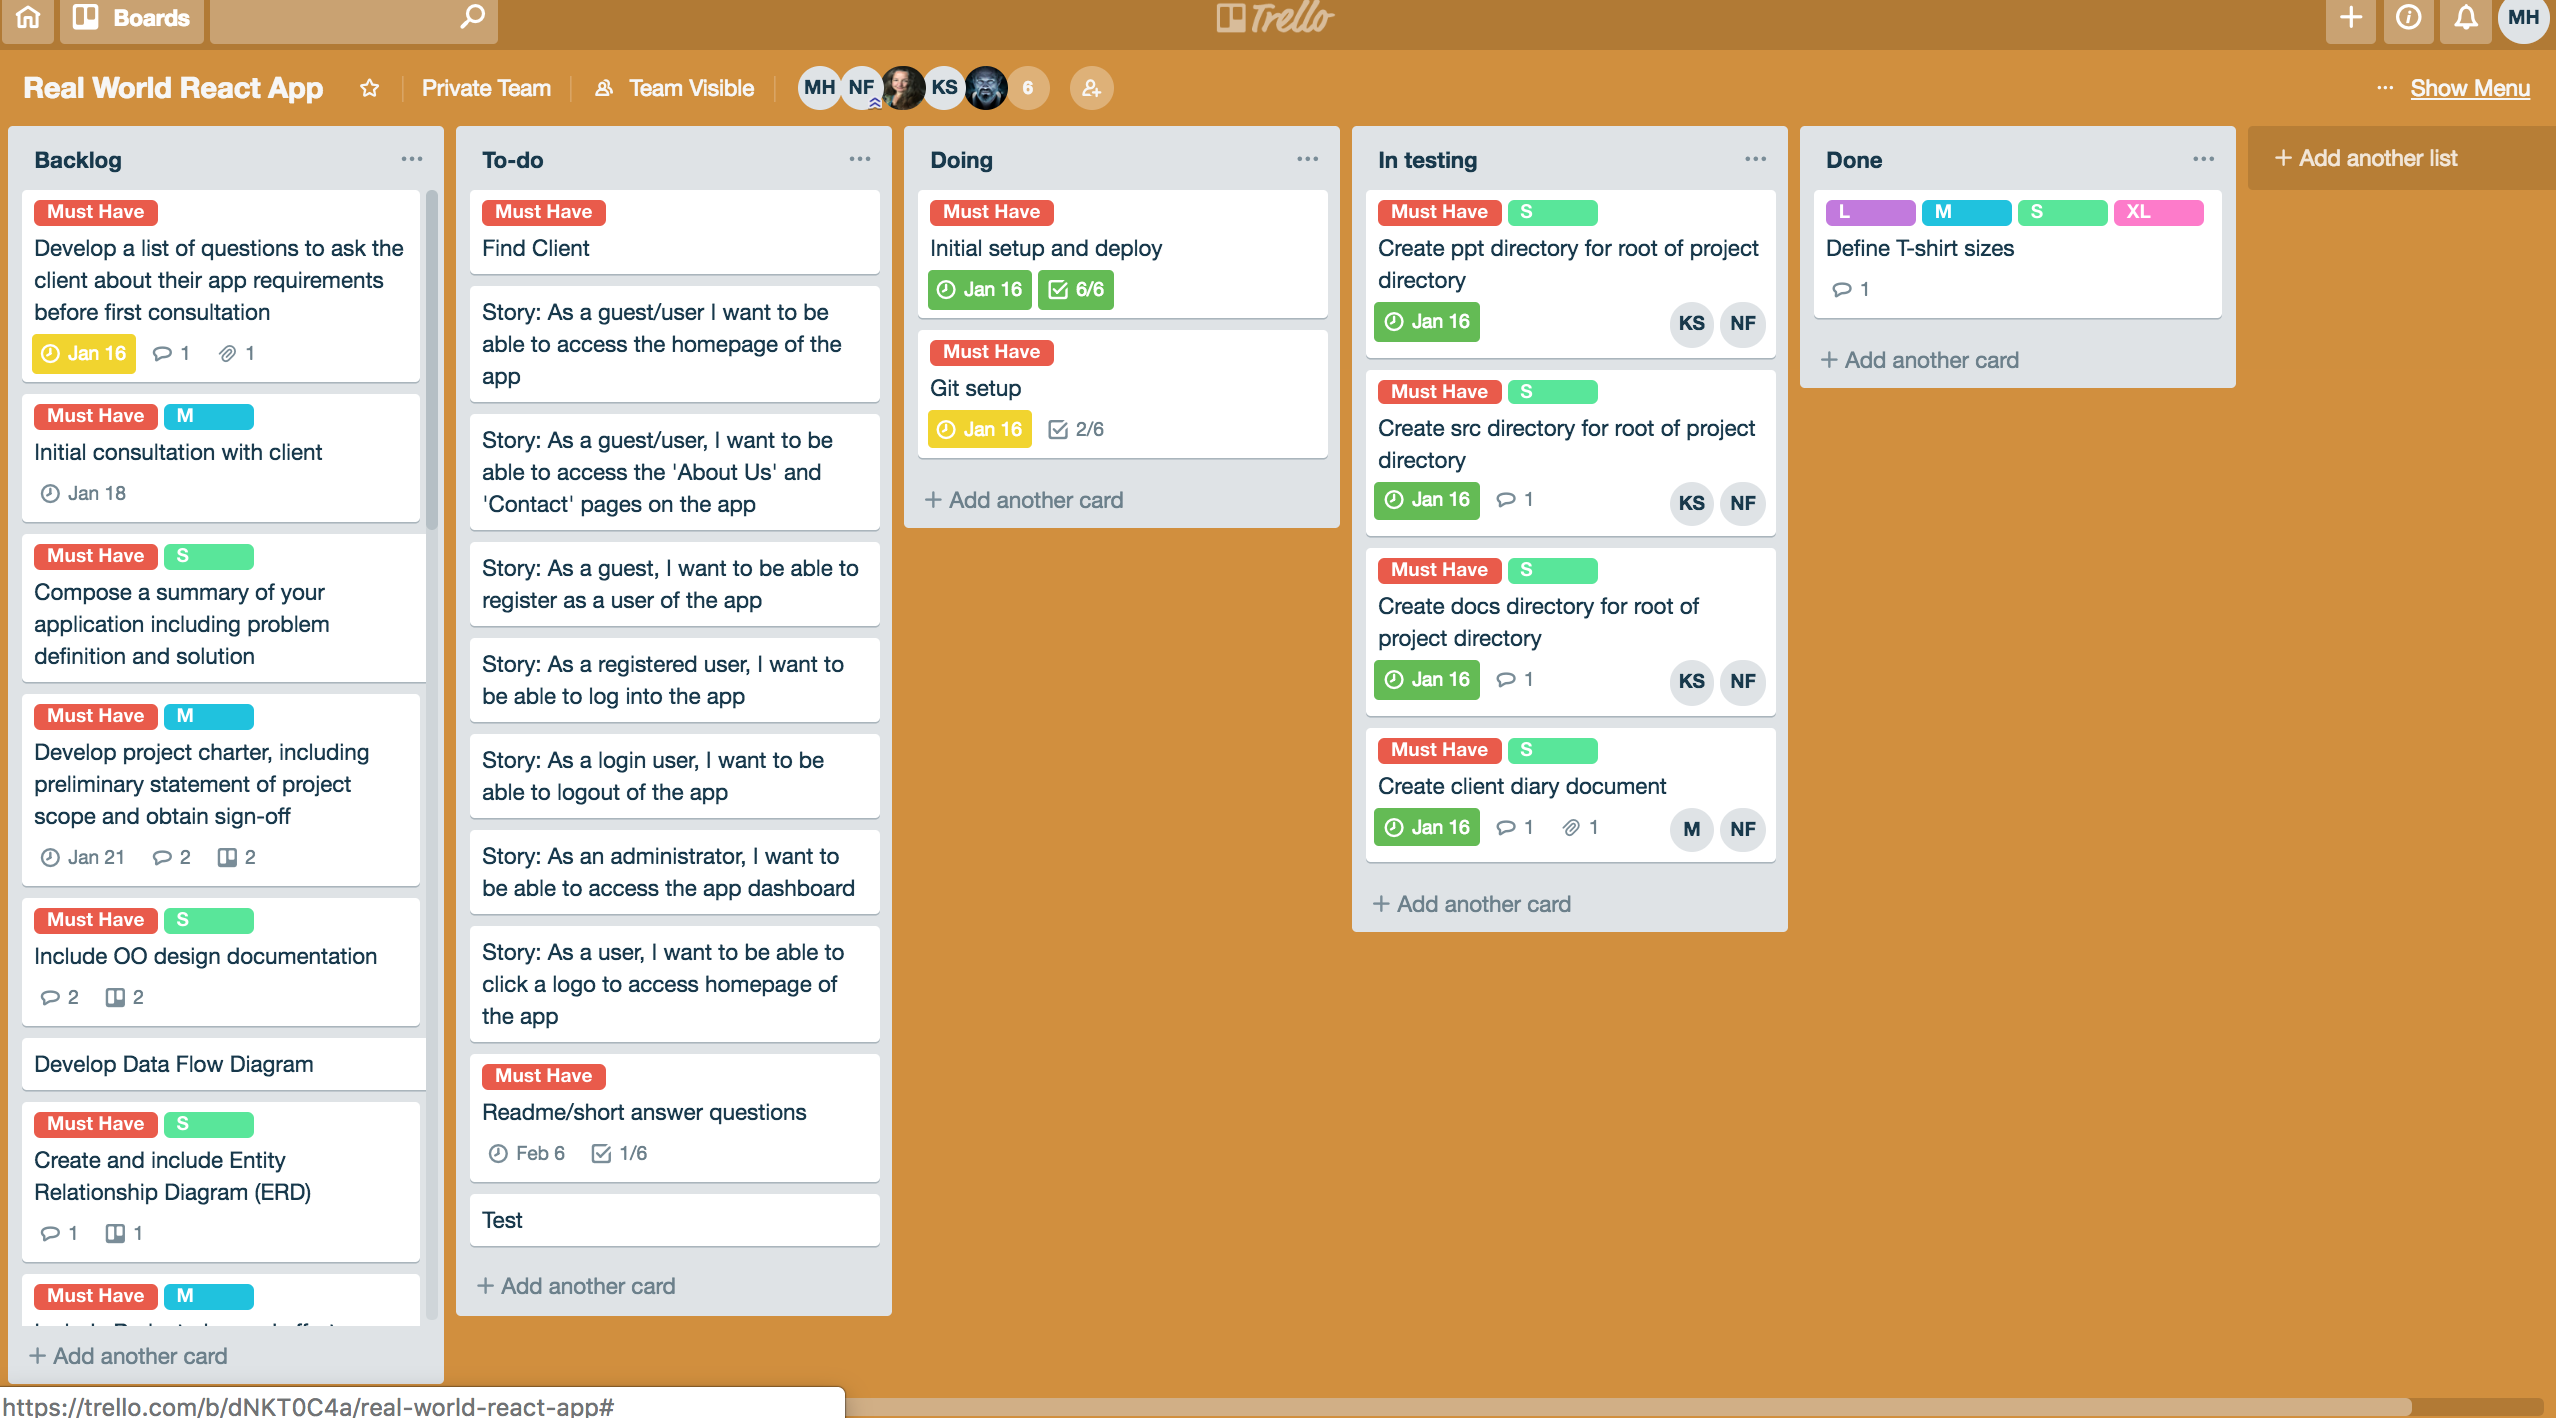 Boards
Trello
MH
Real World React App
Private Team
Team Visible
MH
NF
KS
6
... Show Menu
Backlog
...
Must Have
Develop a list of questions to ask the
client about their app requirements
before first consultation
Jan 16 1 1
Must Have M
Initial consultation with client
Jan 18
Must Have S
Compose a summary of your
application including problem
definition and solution
Must Have M
Develop project charter, including
preliminary statement of project
scope and obtain sign-off
Jan 21 2 2
Must Have S
Include OO design documentation
2 2
Develop Data Flow Diagram
Must Have S
Create and include Entity
Relationship Diagram (ERD)
1 1
Must Have M
+ Add another card
To-do
...
Must Have
Find Client
Story: As a guest/user I want to be
able to access the homepage of the
app
Story: As a guest/user, I want to be
able to access the 'About Us' and
'Contact' pages on the app
Story: As a guest, I want to be able to
register as a user of the app
Story: As a registered user, I want to
be able to log into the app
Story: As a login user, I want to be
able to logout of the app
Story: As an administrator, I want to
be able to access the app dashboard
Story: As a user, I want to be able to
click a logo to access homepage of
the app
Must Have
Readme/short answer questions
Feb 6 1/6
Test
+ Add another card
Doing
...
Must Have
Initial setup and deploy
Jan 16 6/6
Must Have
Git setup
Jan 16 2/6
+ Add another card
In testing
...
Must Have S
Create ppt directory for root of project
directory
Jan 16 KS NF
Must Have S
Create src directory for root of project
directory
Jan 16 1 KS NF
Must Have S
Create docs directory for root of
project directory
Jan 16 1 KS NF
Must Have S
Create client diary document
Jan 16 1 1 M NF
+ Add another card
Done
...
L M S XL
Define T-shirt sizes
1
+ Add another card
+ Add another list
https://trello.com/b/dNKT0C4a/real-world-react-app#